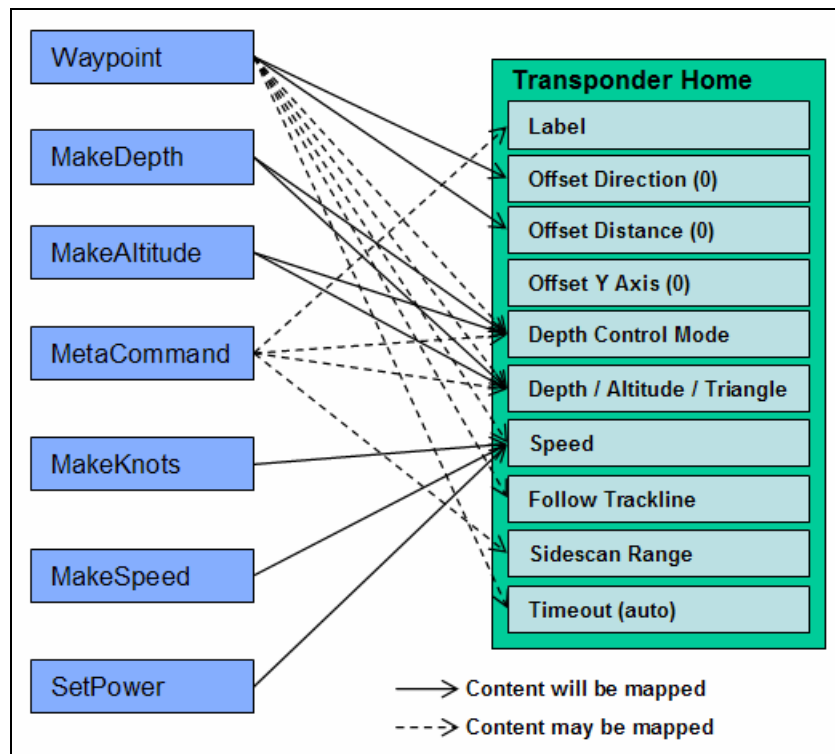 Waypoint
MakeDepth
MakeAltitude
MetaCommand
MakeKnots
MakeSpeed
SetPower
Transponder Home
Label
Offset Direction (0)
Offset Distance (0)
Offset Y Axis (0)
Depth Control Mode
Depth / Altitude / Triangle
Speed
Follow Trackline
Sidescan Range
Timeout (auto)
Content will be mapped
Content may be mapped